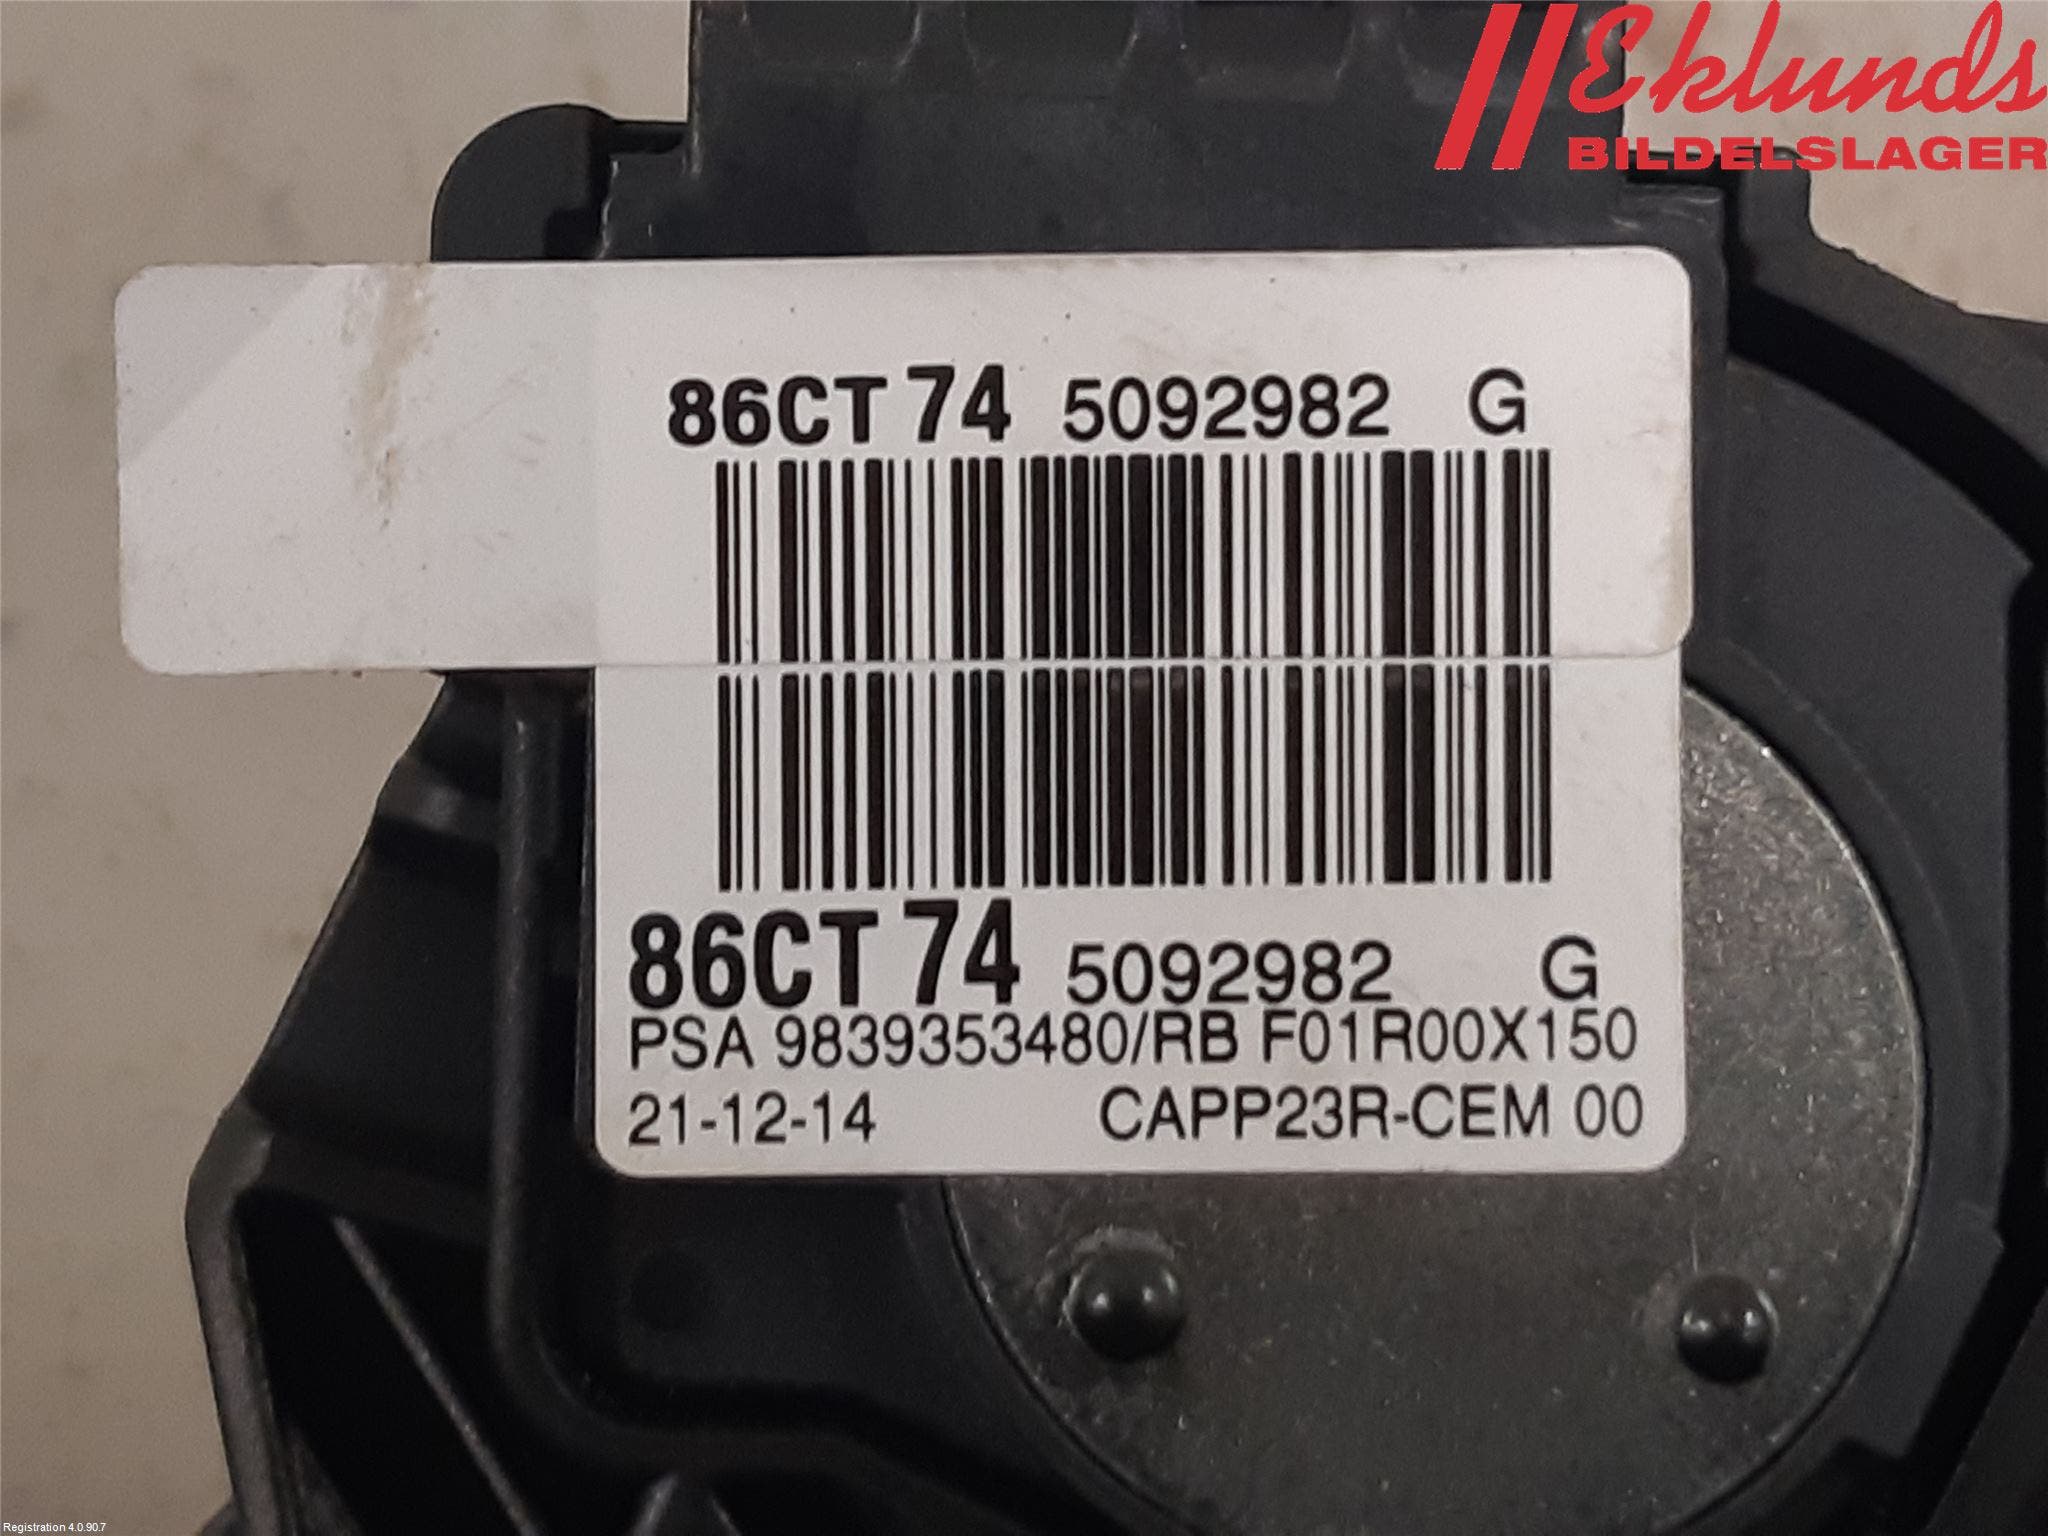 Eklunds
BILDELSLAGER
86CT 74 5092982 G
86CT 74 5092982 G
PSA 9839353480/RB F01R00X150
21-12-14 CAPP23R-CEM 00
Registration 4.0.90.7